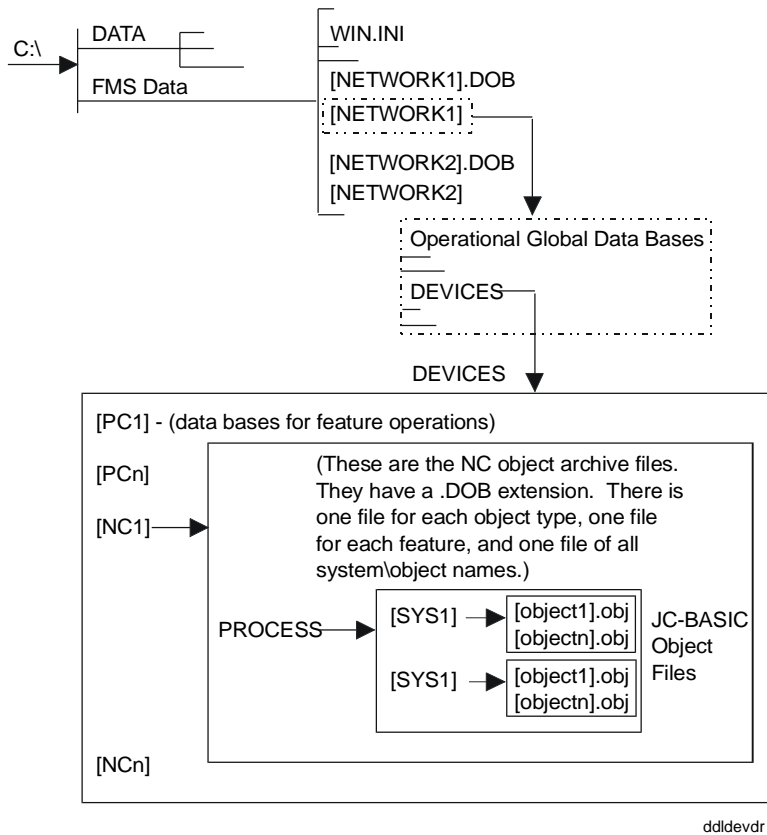 C:\
DATA
FMS Data
WIN.INI
[NETWORK1].DOB
[NETWORK1]
[NETWORK2].DOB
[NETWORK2]
Operational Global Data Bases
DEVICES
DEVICES
[PC1] - (data bases for feature operations)
[PCn]
[NC1]
(These are the NC object archive files.
They have a .DOB extension. There is
one file for each object type, one file
for each feature, and one file of all
system\object names.)
PROCESS
[SYS1]
[object1].obj
[objectn].obj
[SYS1]
[object1].obj
[objectn].obj
JC-BASIC
Object
Files
[NCn]
ddldevdr